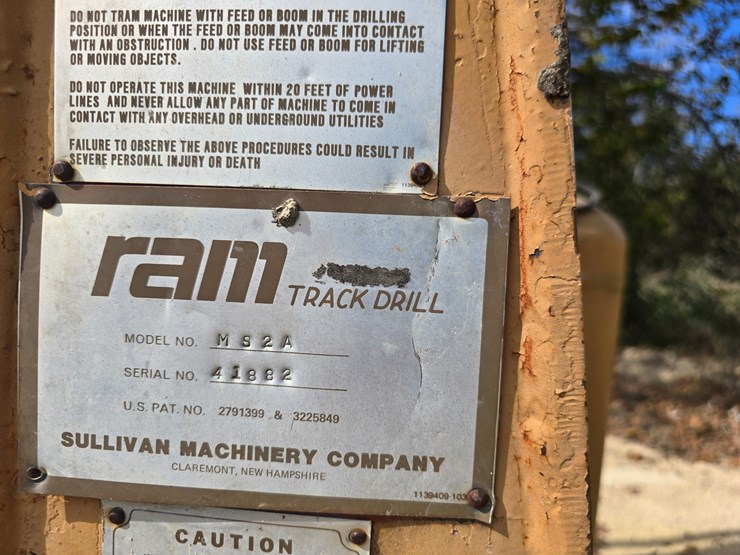 DO NOT TRAM MACHINE WITH FEED OR BOOM IN THE DRILLING
POSITION OR WHEN THE FEED OR BOOM MAY COME INTO CONTACT
WITH AN OBSTRUCTION. DO NOT USE FEED OR BOOM FOR LIFTING
OR MOVING OBJECTS.
DO NOT OPERATE THIS MACHINE WITHIN 20 FEET OF POWER
LINES AND NEVER ALLOW ANY PART OF MACHINE TO COME IN
CONTACT WITH ANY OVERHEAD OR UNDERGROUND UTILITIES
FAILURE TO OBSERVE THE ABOVE PROCEDURES COULD RESULT IN
SEVERE PERSONAL INJURY OR DEATH
ram
TRACK DRILL
MODEL NO. MS2A
SERIAL NO. 41882
U.S. PAT. NO. 2791399 & 3225849
SULLIVAN MACHINERY COMPANY
CLAREMONT, NEW HAMPSHIRE
1139409-103
CAUTION